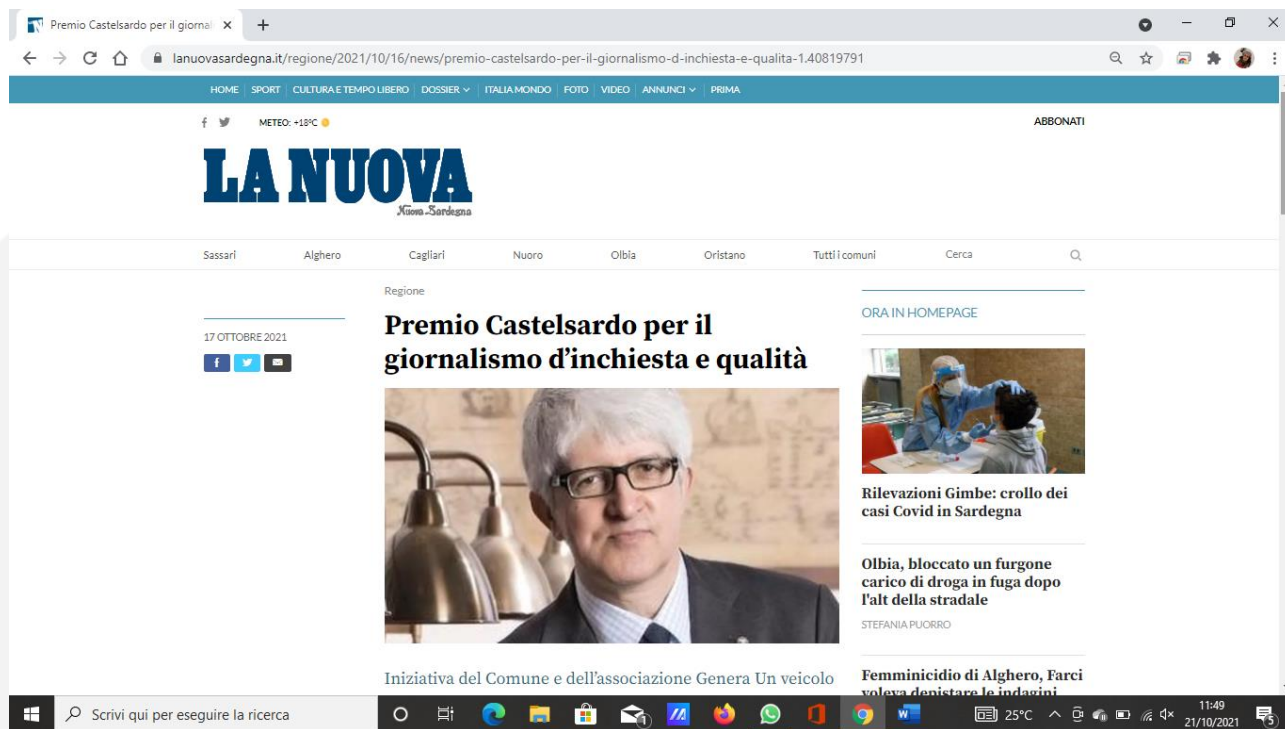 Premio Castelsardo per il giornal
lanuovasardegna.it/regione/2021/10/16/news/premio-castelsardo-per-il-giornalismo-d-inchiesta-e-qualita-1.40819791
HOME SPORT CULTURA E TEMPO LIBERO DOSSIER ITALIA MONDO FOTO VIDEO ANNUNCI PRIMA
METEO: +18°C
ABBONATI
LA NUOVA
Nuova Sardegna
Sassari Alghero Cagliari Nuoro Olbia Oristano Tutti i comuni Cerca
Regione
17 OTTOBRE 2021
Premio Castelsardo per il
giornalismo d'inchiesta e qualità
Iniziativa del Comune e dell'associazione Genera Un veicolo
ORA IN HOMEPAGE
Rilevazioni Gimbe: crollo dei
casi Covid in Sardegna
Olbia, bloccato un furgone
carico di droga in fuga dopo
l'alt della stradale
STEFANIA PUORRO
Femminicidio di Alghero, Farci
voleva depistare le indagini
Scrivi qui per eseguire la ricerca
25°C
11:49
21/10/2021